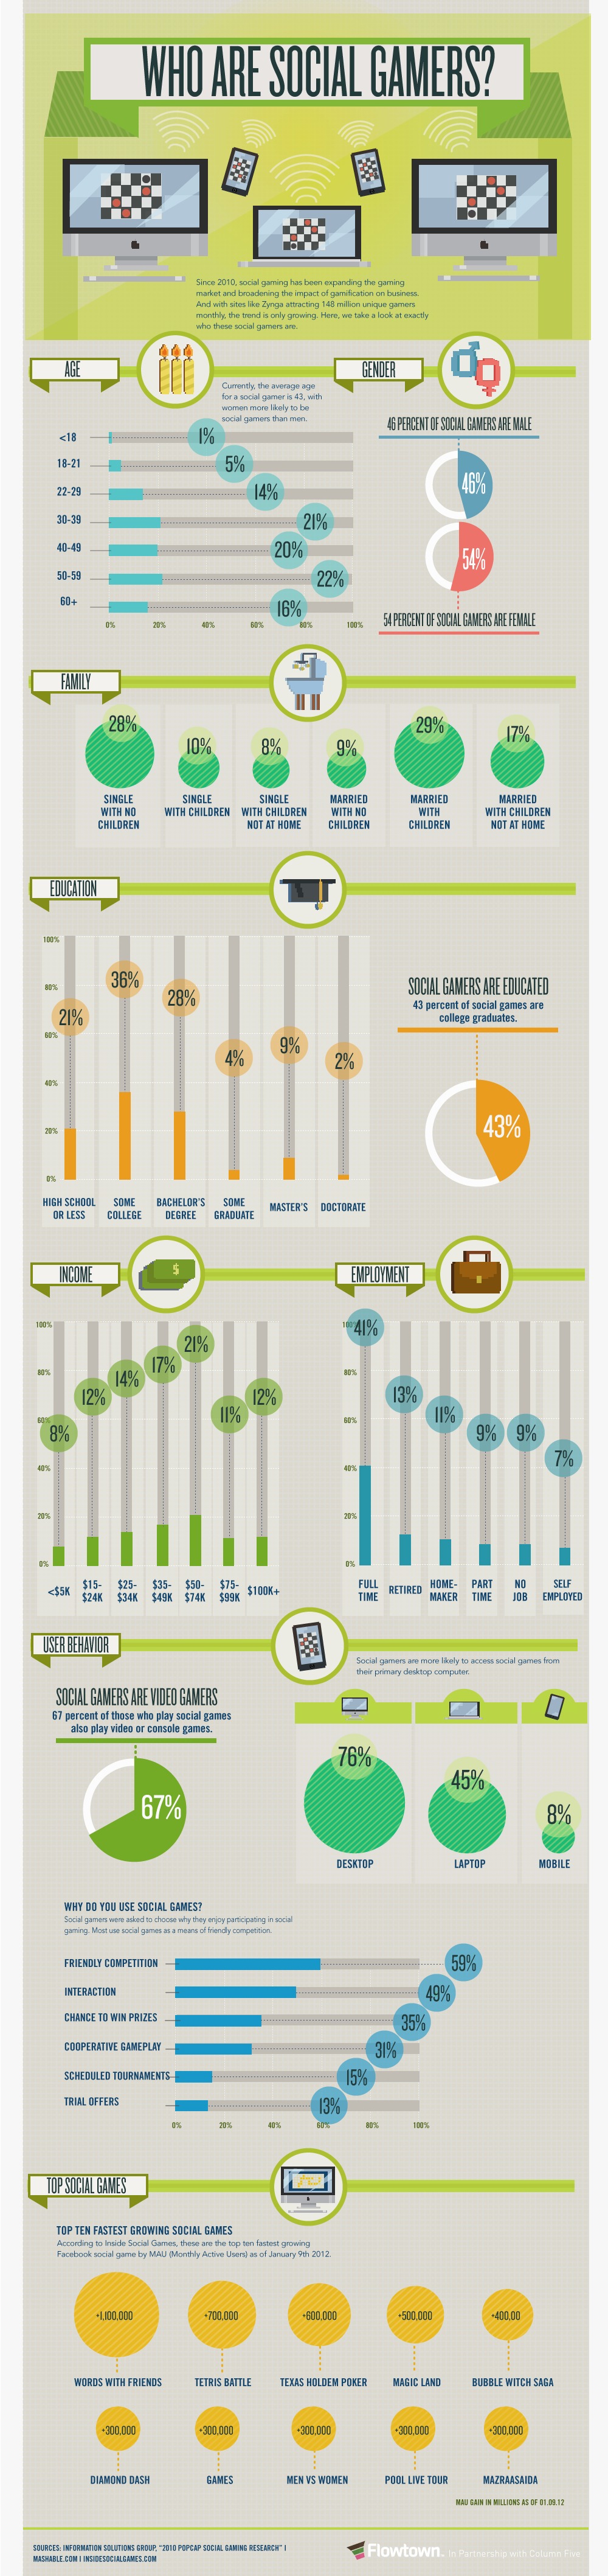 WHO ARE SOCIAL GAMERS?
Since 2010, social gaming has been expanding the gaming
market and broadening the impact of gamification on business.
And with sites like Zynga attracting 148 million unique gamers
monthly, the trend is only growing. Here, we take a look at exactly
who these social gamers are.
AGE
Currently, the average age
for a social gamer is 43, with
women more likely to be
social gamers than men.
<18
1%
18-21
5%
22-29
14%
30-39
21%
40-49
20%
50-59
22%
60+
16%
0% 20% 40% 60% 80% 100%
GENDER
46 PERCENT OF SOCIAL GAMERS ARE MALE
46%
54%
54 PERCENT OF SOCIAL GAMERS ARE FEMALE
FAMILY
28%
SINGLE
WITH NO
CHILDREN
10%
SINGLE
WITH CHILDREN
8%
SINGLE
WITH CHILDREN
NOT AT HOME
9%
MARRIED
WITH NO
CHILDREN
29%
MARRIED
WITH
CHILDREN
17%
MARRIED
WITH CHILDREN
NOT AT HOME
EDUCATION
100%
80%
60%
40%
20%
0%
21%
HIGH SCHOOL
OR LESS
36%
SOME
COLLEGE
28%
BACHELOR'S
DEGREE
4%
SOME
GRADUATE
9%
MASTER'S
2%
DOCTORATE
SOCIAL GAMERS ARE EDUCATED
43 percent of social games are
college graduates.
43%
INCOME
$
100%
80%
60%
40%
20%
0%
8%
<$5K
12%
$15-
$24K
14%
$25-
$34K
17%
$35-
$49K
21%
$50-
$74K
11%
$75-
$99K
12%
$100K+
EMPLOYMENT
100%
80%
60%
40%
20%
0%
41%
FULL
TIME
13%
RETIRED
11%
HOME-
MAKER
9%
PART
TIME
9%
NO
JOB
7%
SELF
EMPLOYED
USER BEHAVIOR
Social gamers are more likely to access social games from
their primary desktop computer.
SOCIAL GAMERS ARE VIDEO GAMERS
67 percent of those who play social games
also play video or console games.
67%
76%
DESKTOP
45%
LAPTOP
8%
MOBILE
WHY DO YOU USE SOCIAL GAMES?
Social gamers were asked to choose why they enjoy participating in social
gaming. Most use social games as a means of friendly competition.
FRIENDLY COMPETITION
59%
INTERACTION
49%
CHANCE TO WIN PRIZES
35%
COOPERATIVE GAMEPLAY
31%
SCHEDULED TOURNAMENTS
15%
TRIAL OFFERS
13%
0% 20% 40% 60% 80% 100%
TOP SOCIAL GAMES
TOP TEN FASTEST GROWING SOCIAL GAMES
According to Inside Social Games, these are the top ten fastest growing
Facebook social game by MAU (Monthly Active Users) as of January 9th 2012.
+1,100,000
WORDS WITH FRIENDS
+700,000
TETRIS BATTLE
+600,000
TEXAS HOLDEM POKER
+500,000
MAGIC LAND
+400,00
BUBBLE WITCH SAGA
+300,000
DIAMOND DASH
+300,000
GAMES
+300,000
MEN VS WOMEN
+300,000
POOL LIVE TOUR
+300,000
MAZRAASAIDA
MAU GAIN IN MILLIONS AS OF 01.09.12
SOURCES: INFORMATION SOLUTIONS GROUP, "2010 POPCAP SOCIAL GAMING RESEARCH" |
MASHABLE.COM | INSIDESOCIALGAMES.COM
Flowtown. In Partnership with Column Five